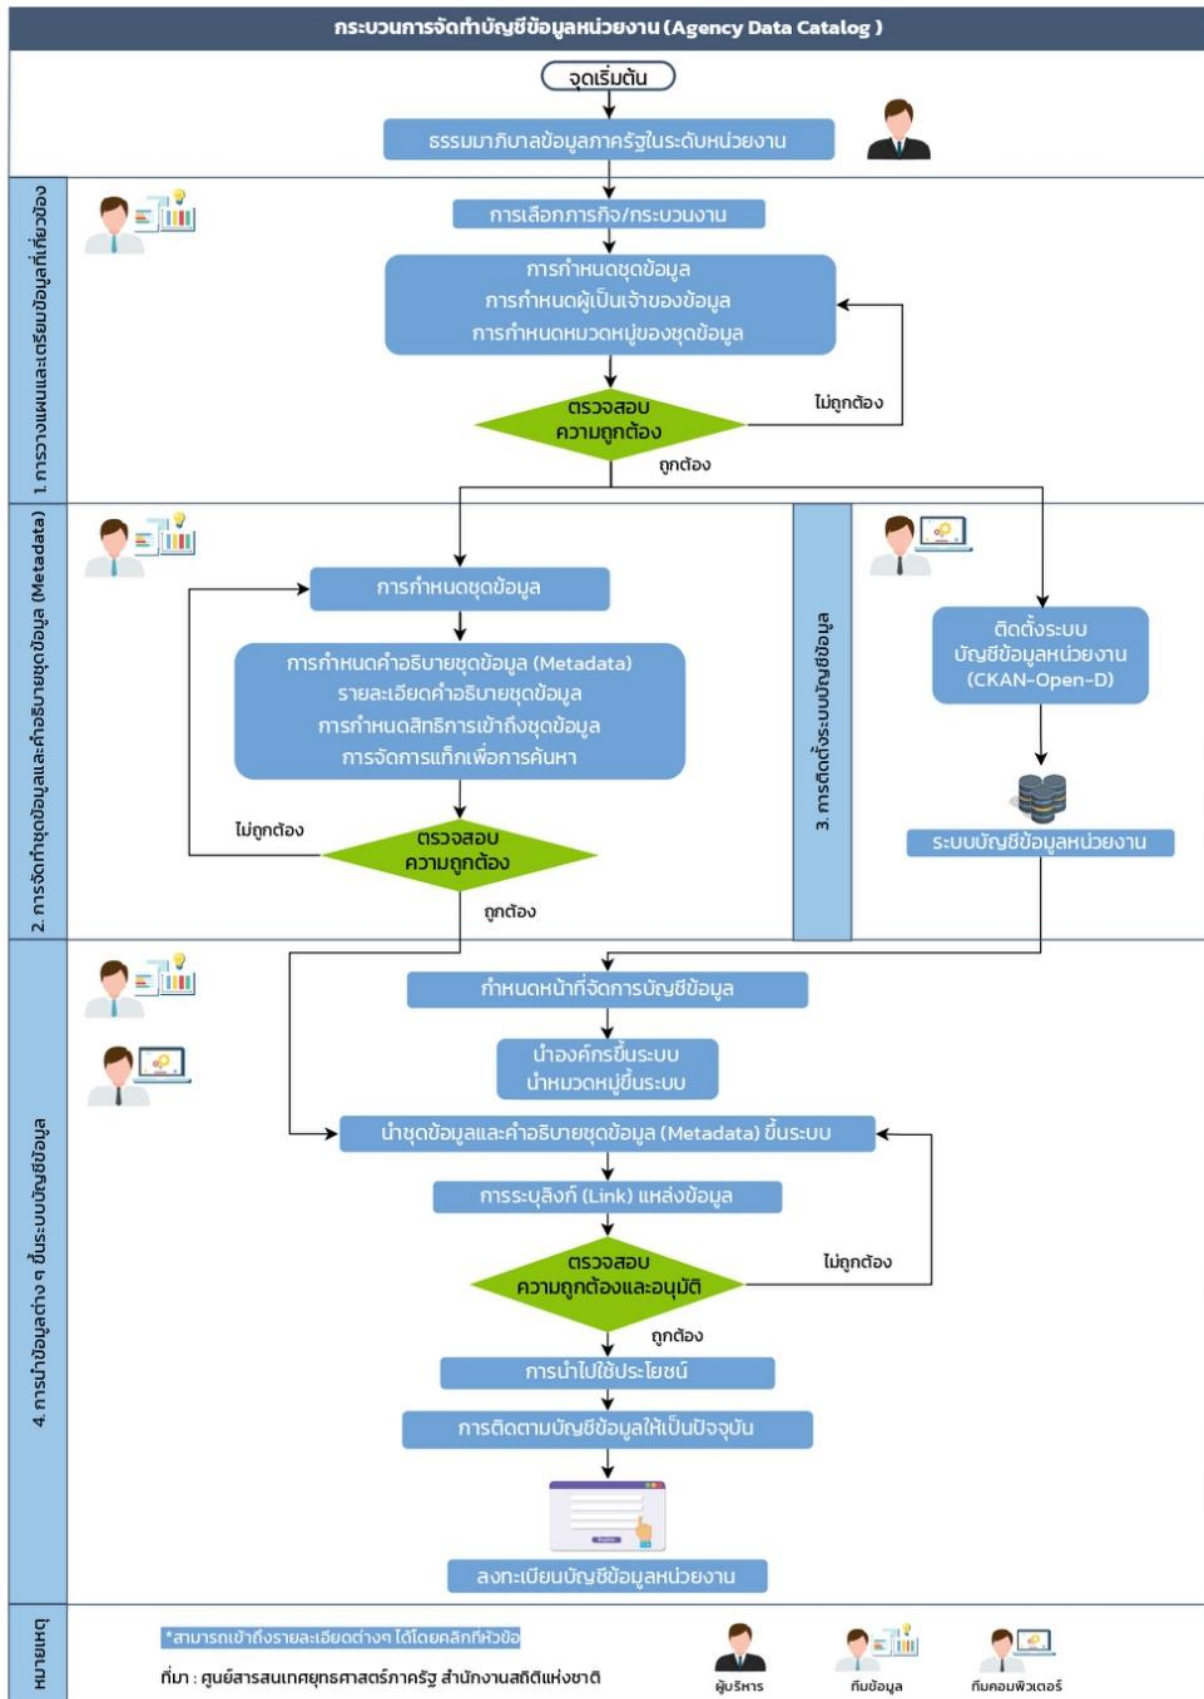 กระบวนการจัดทำบัญชีข้อมูลหน่วยงาน (Agency Data Catalog )
จุดเริ่มต้น
ธรรมมาภิบาลข้อมูลภาครัฐในระดับหน่วยงาน
1. การวางแผนและเตรียมข้อมูลที่เกี่ยวข้อง
การเลือกภารกิจ/กระบวนงาน
การกำหนดชุดข้อมูล
การกำหนดผู้เป็นเจ้าของข้อมูล
การกำหนดหมวดหมู่ของชุดข้อมูล
ไม่ถูกต้อง
ตรวจสอบ
ความถูกต้อง
ถูกต้อง
2. การจัดทำชุดข้อมูลและคำอธิบายชุดข้อมูล (Metadata)
การกำหนดชุดข้อมูล
การกำหนดคำอธิบายชุดข้อมูล (Metadata)
รายละเอียดคำอธิบายชุดข้อมูล
การกำหนดสิทธิการเข้าถึงชุดข้อมูล
การจัดการแท็กเพื่อการค้นหา
ไม่ถูกต้อง
ตรวจสอบ
ความถูกต้อง
ถูกต้อง
3. การติดตั้งระบบบัญชีข้อมูล
ติดตั้งระบบ
บัญชีข้อมูลหน่วยงาน
(CKAN-Open-D)
ระบบบัญชีข้อมูลหน่วยงาน
4. การนำข้อมูลต่าง ๆ ขึ้นระบบบัญชีข้อมูล
กำหนดหน้าที่จัดการบัญชีข้อมูล
นำองค์กรขึ้นระบบ
นำหมวดหมู่ขึ้นระบบ
นำชุดข้อมูลและคำอธิบายชุดข้อมูล (Metadata) ขึ้นระบบ
การระบุลิงก์ (Link) แหล่งข้อมูล
ตรวจสอบ
ความถูกต้องและอนุมัติ
ไม่ถูกต้อง
ถูกต้อง
การนำไปใช้ประโยชน์
การติดตามบัญชีข้อมูลให้เป็นปัจจุบัน
ลงทะเบียนบัญชีข้อมูลหน่วยงาน
หมายเหตุ
*สามารถเข้าถึงรายละเอียดต่างๆ ได้โดยคลิกที่หัวข้อ
ที่มา : ศูนย์สารสนเทศยุทธศาสตร์ภาครัฐ สำนักงานสถิติแห่งชาติ
ผู้บริหาร
ทีมข้อมูล
ทีมคอมพิวเตอร์